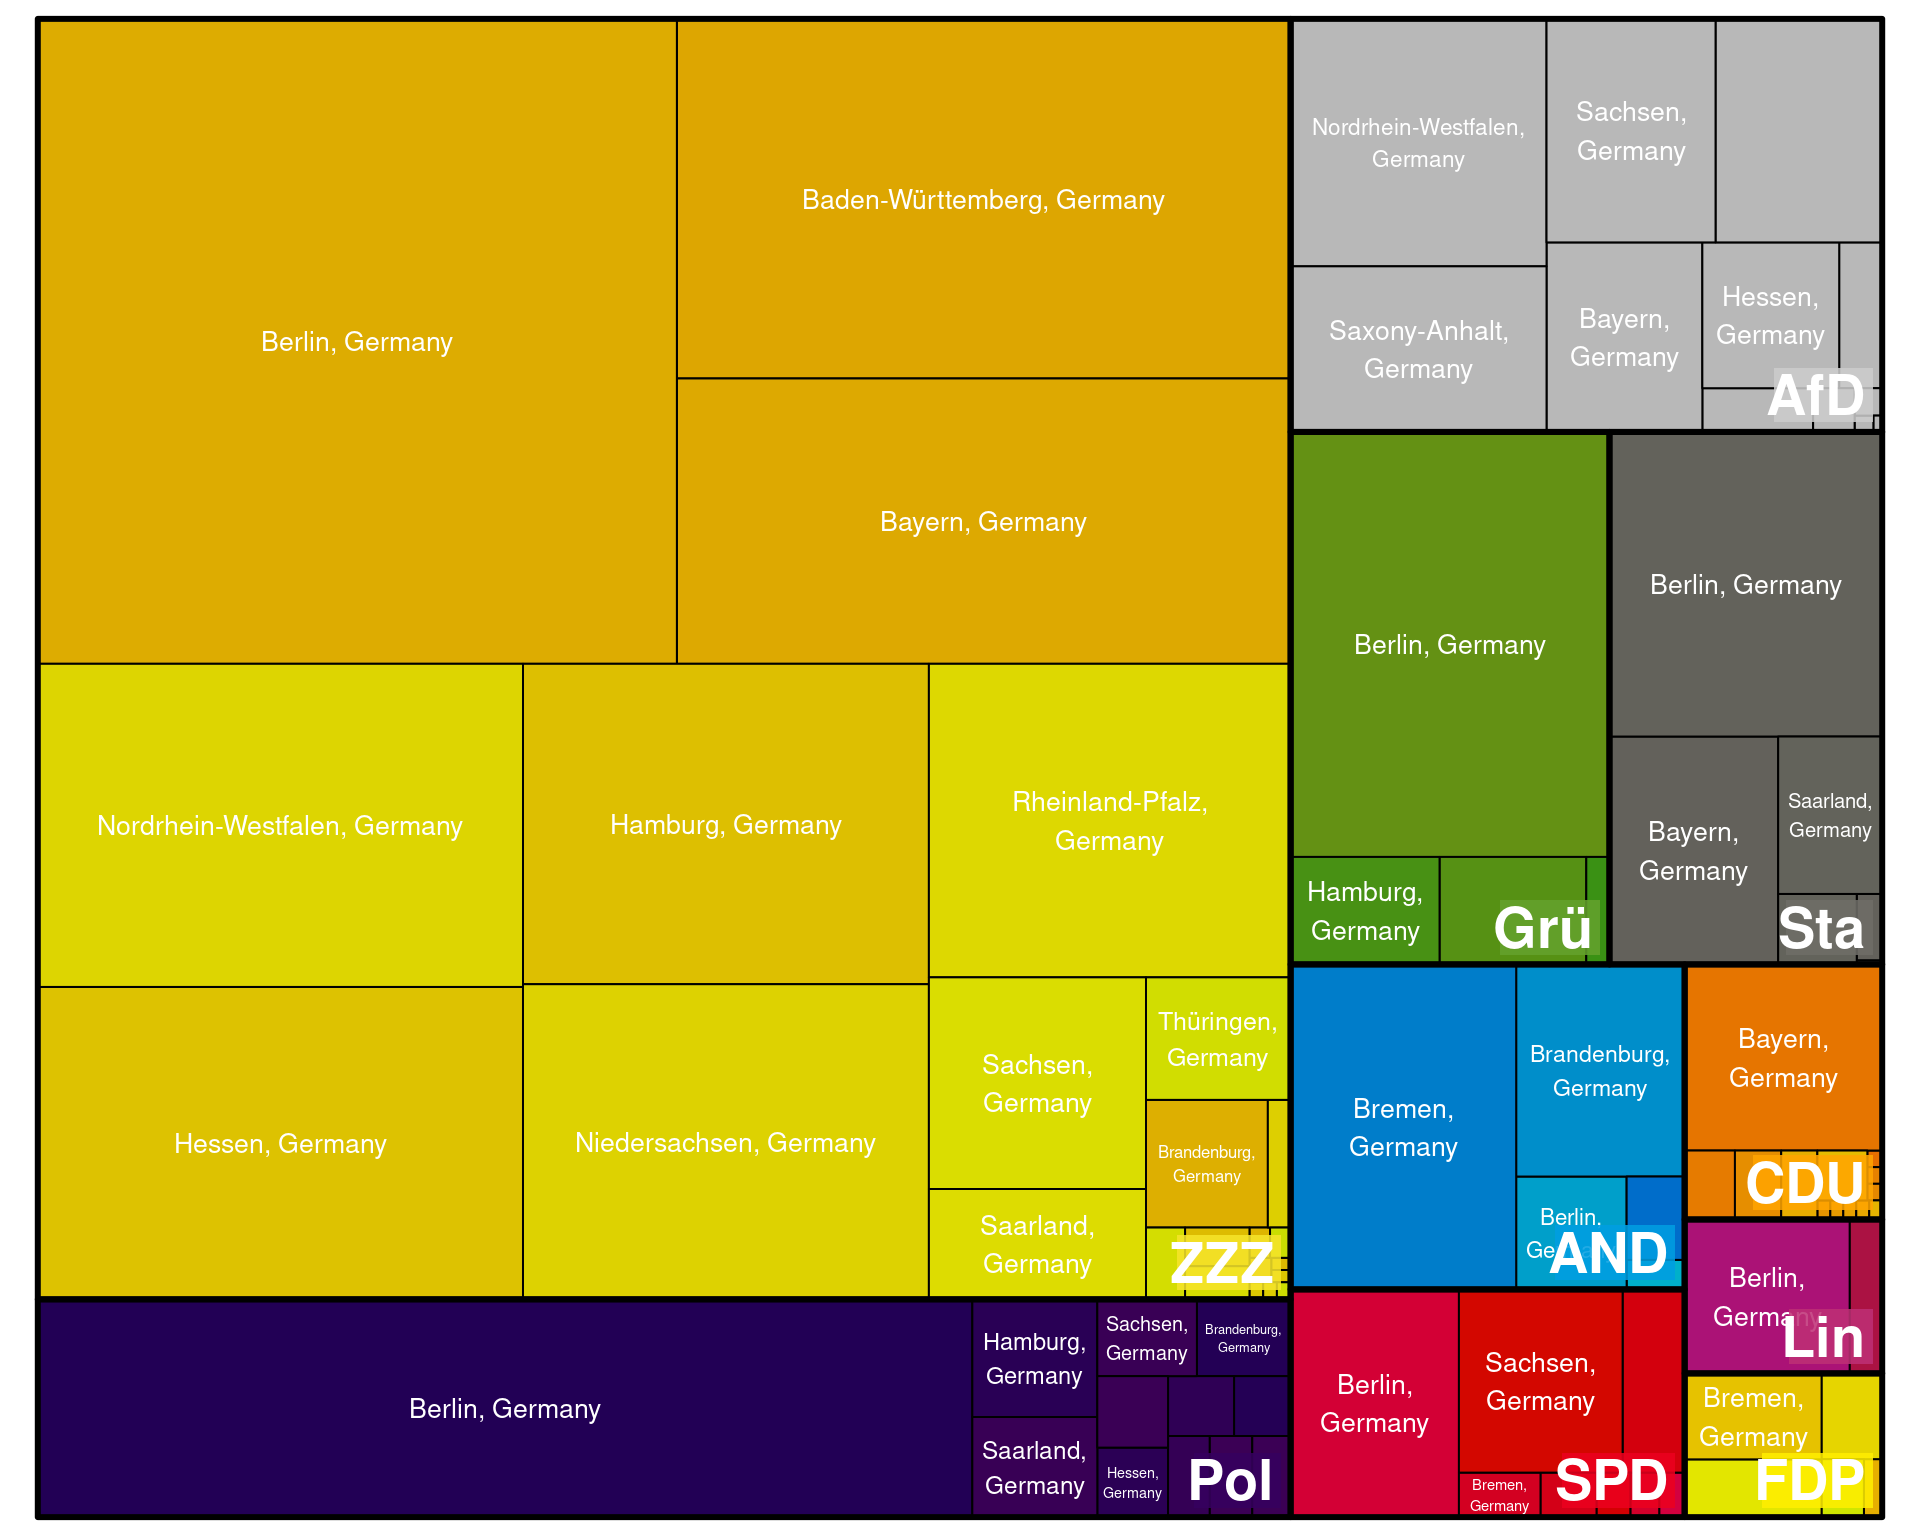 Berlin, Germany
Baden-Württemberg, Germany
Bayern, Germany
Nordrhein-Westfalen, Germany
Hamburg, Germany
Rheinland-Pfalz,
Germany
Hessen, Germany
Niedersachsen, Germany
Sachsen,
Germany
Thüringen,
Germany
Brandenburg,
Germany
Saarland,
Germany
ZZZ
Berlin, Germany
Hamburg,
Germany
Saarland,
Germany
Sachsen,
Germany
Brandenburg,
Germany
Hessen,
Germany
Pol
Nordrhein-Westfalen,
Germany
Sachsen,
Germany
Saxony-Anhalt,
Germany
Bayern,
Germany
Hessen,
Germany
AfD
Berlin, Germany
Hamburg,
Germany
Grü
Berlin, Germany
Bayern,
Germany
Saarland,
Germany
Sta
Bremen,
Germany
Brandenburg,
Germany
Berlin,
AND
Bayern,
Germany
CDU
Berlin,
Germany
Lin
Berlin,
Germany
Sachsen,
Germany
Bremen,
Germany
SPD
Bremen,
Germany
FDP